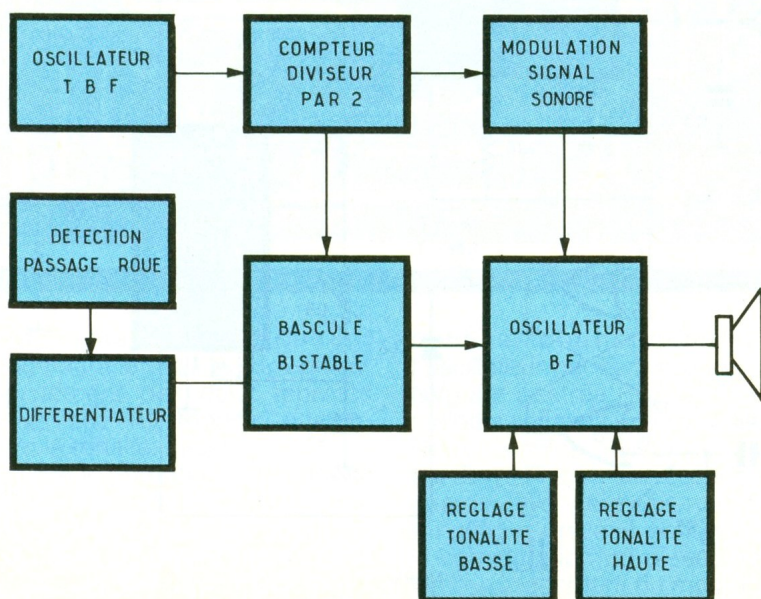 OSCILLATEUR
T B F
COMPTEUR
DIVISEUR
PAR 2
MODULATION
SIGNAL
SONORE
DETECTION
PASSAGE ROUE
BASCULE
BISTABLE
OSCILLATEUR
B F
DIFFERENTIATEUR
REGLAGE
TONALITE
BASSE
REGLAGE
TONALITE
HAUTE